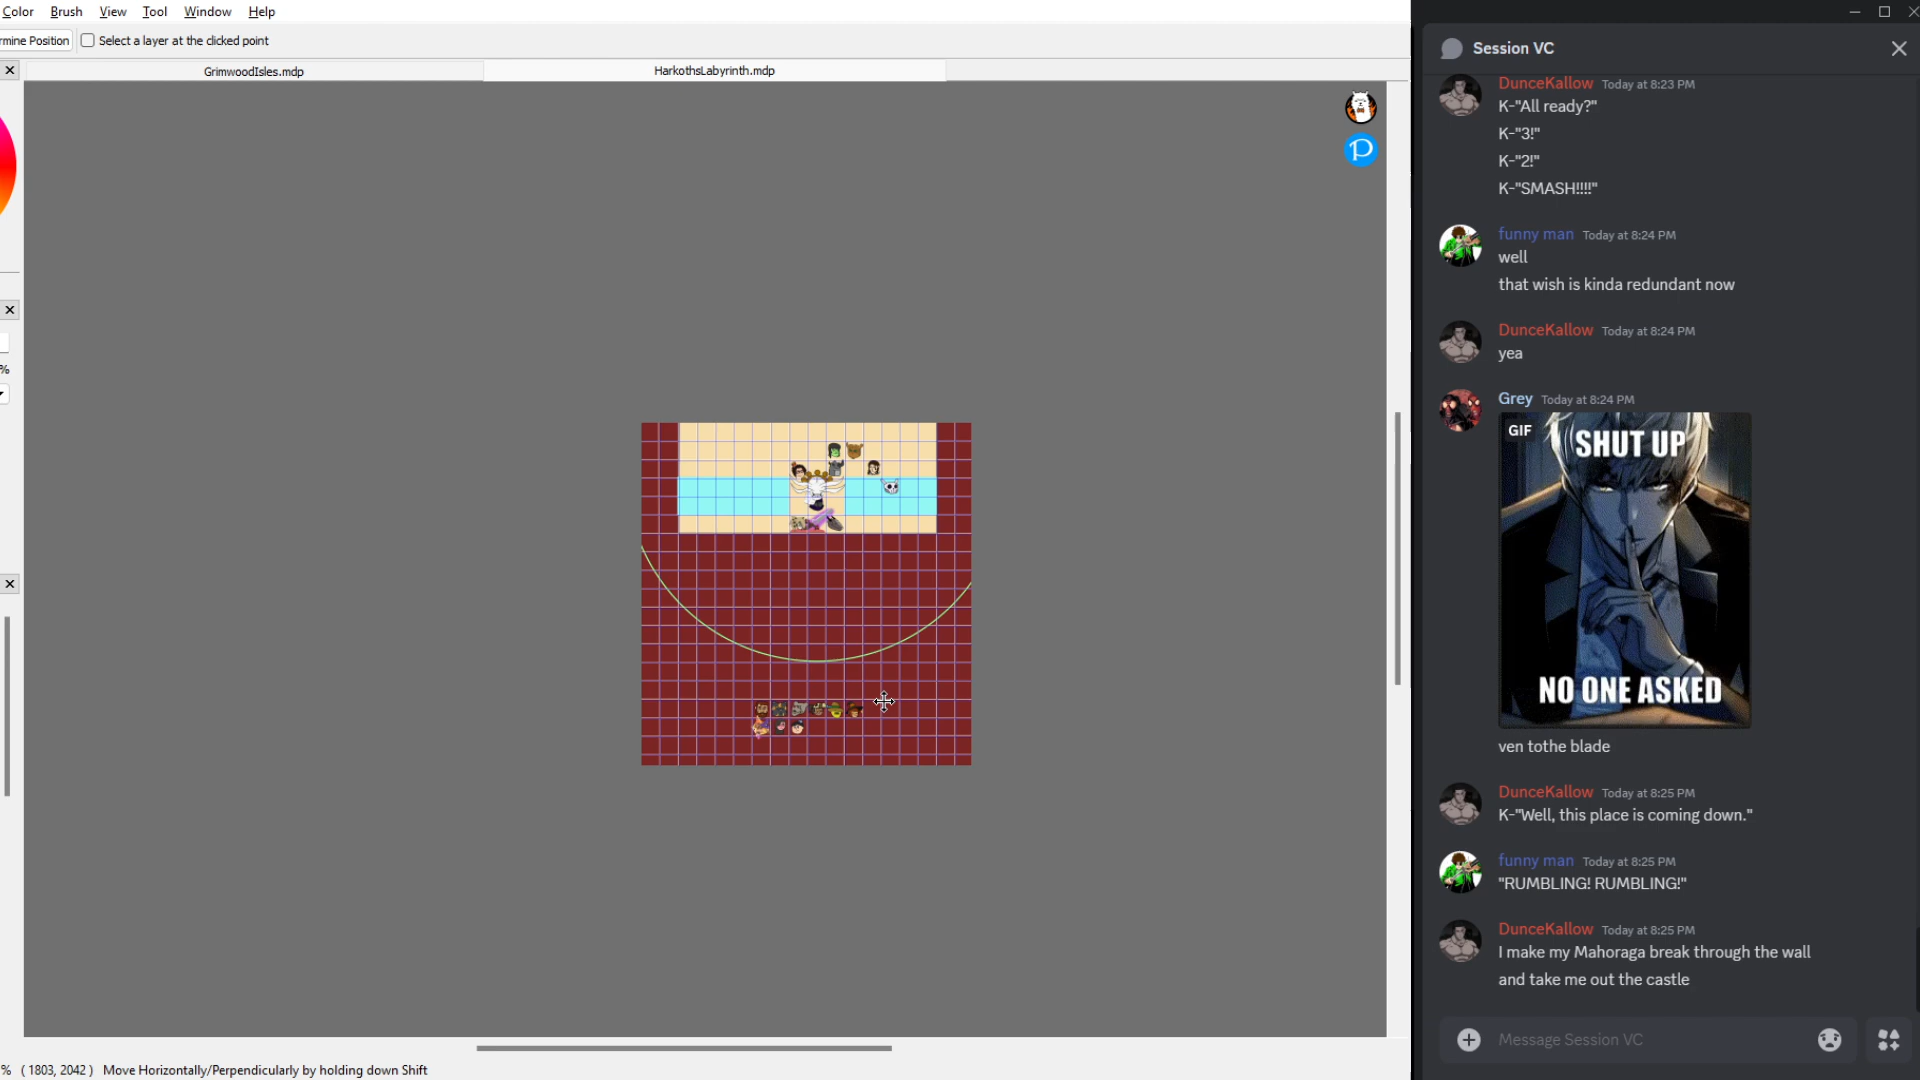 Color Brush View Tool Window Help
rmine Position Select a layer at the clicked point
GrimwoodIsles.mdp HarkothsLabyrinth.mdp
%
% ( 1803, 2042 ) Move Horizontally/Perpendicularly by holding down Shift
Session VC
DunceKallow Today at 8:23 PM
K-"All ready?"
K-"3!"
K-"2!"
K-"SMASH!!!!"
funny man Today at 8:24 PM
well
that wish is kinda redundant now
DunceKallow Today at 8:24 PM
yea
Grey Today at 8:24 PM
GIF
SHUT UP
NO ONE ASKED
ven tothe blade
DunceKallow Today at 8:25 PM
K-"Well, this place is coming down."
funny man Today at 8:25 PM
"RUMBLING! RUMBLING!"
DunceKallow Today at 8:25 PM
I make my Mahoraga break through the wall
and take me out the castle
Message Session VC